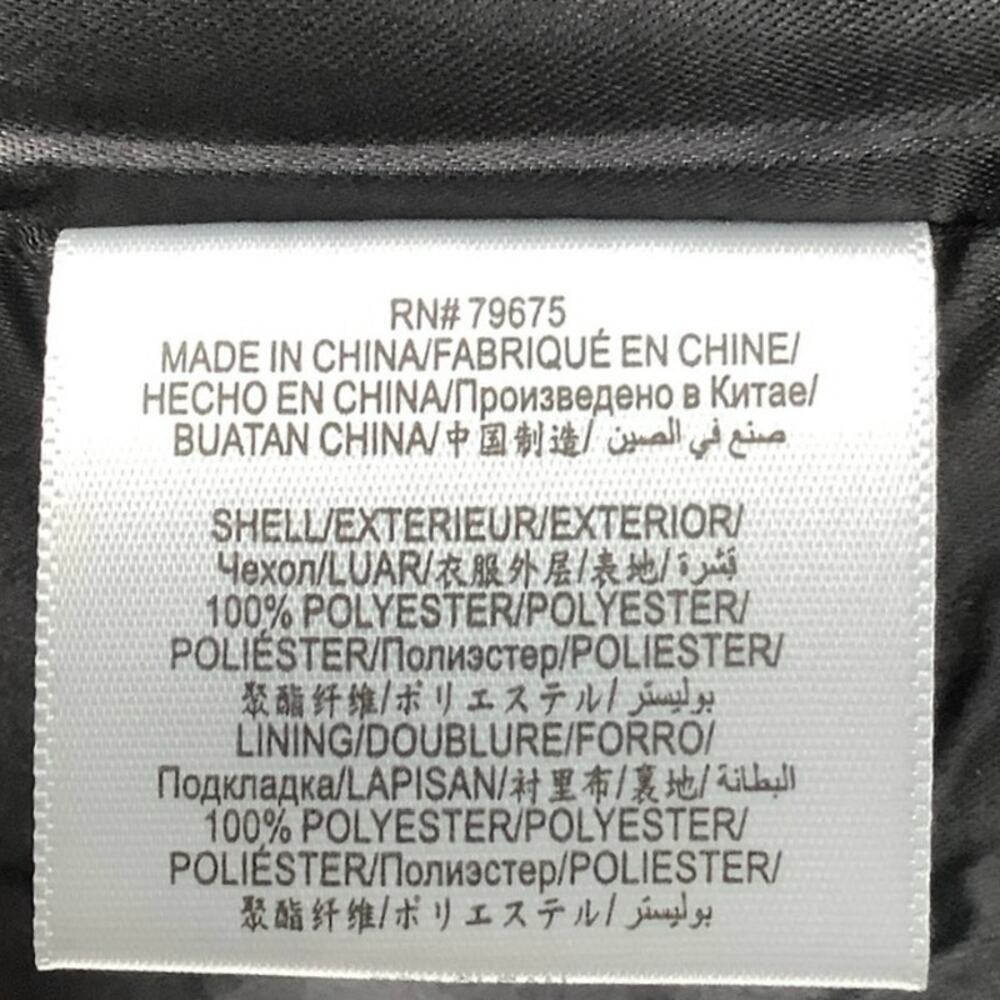 RN# 79675
MADE IN CHINA/FABRIQUÉ EN CHINE/
HECHO EN CHINA/Произведено в Китае/
BUATAN CHINA/中国制造/ صنع في الصين
SHELL/EXTERIEUR/EXTERIOR/
Чехол/LUAR/衣服外层/表地/ قشرة
100% POLYESTER/POLYESTER/
POLIÉSTER/Полиэстер/POLIESTER/
聚酯纤维/ポリエステル/ بوليستر
LINING/DOUBLURE/FORRO/
Подкладка/LAPISAN/衬里布/裏地/ البطانة
100% POLYESTER/POLYESTER/
POLIÉSTER/Полиэстер/POLIESTER/
聚酯纤维/ポリエステル/ بوليستر